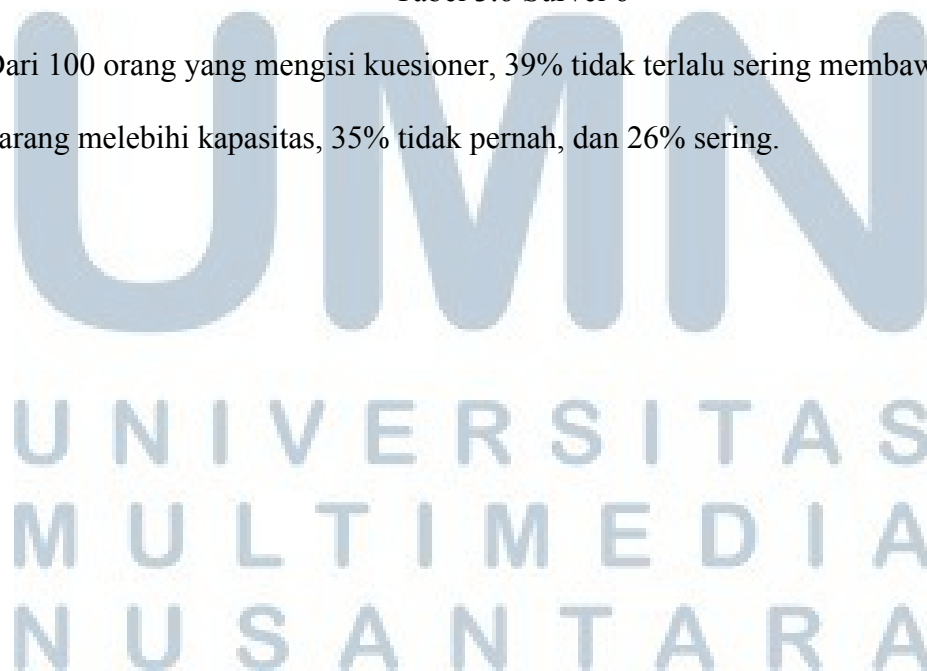 Dari 100 orang yang mengisi kuesioner, 39% tidak terlalu sering membaw
arang melebihi kapasitas, 35% tidak pernah, dan 26% sering.
UMN
UNIVERSITAS
MULTIMEDIA
NUSANTARA